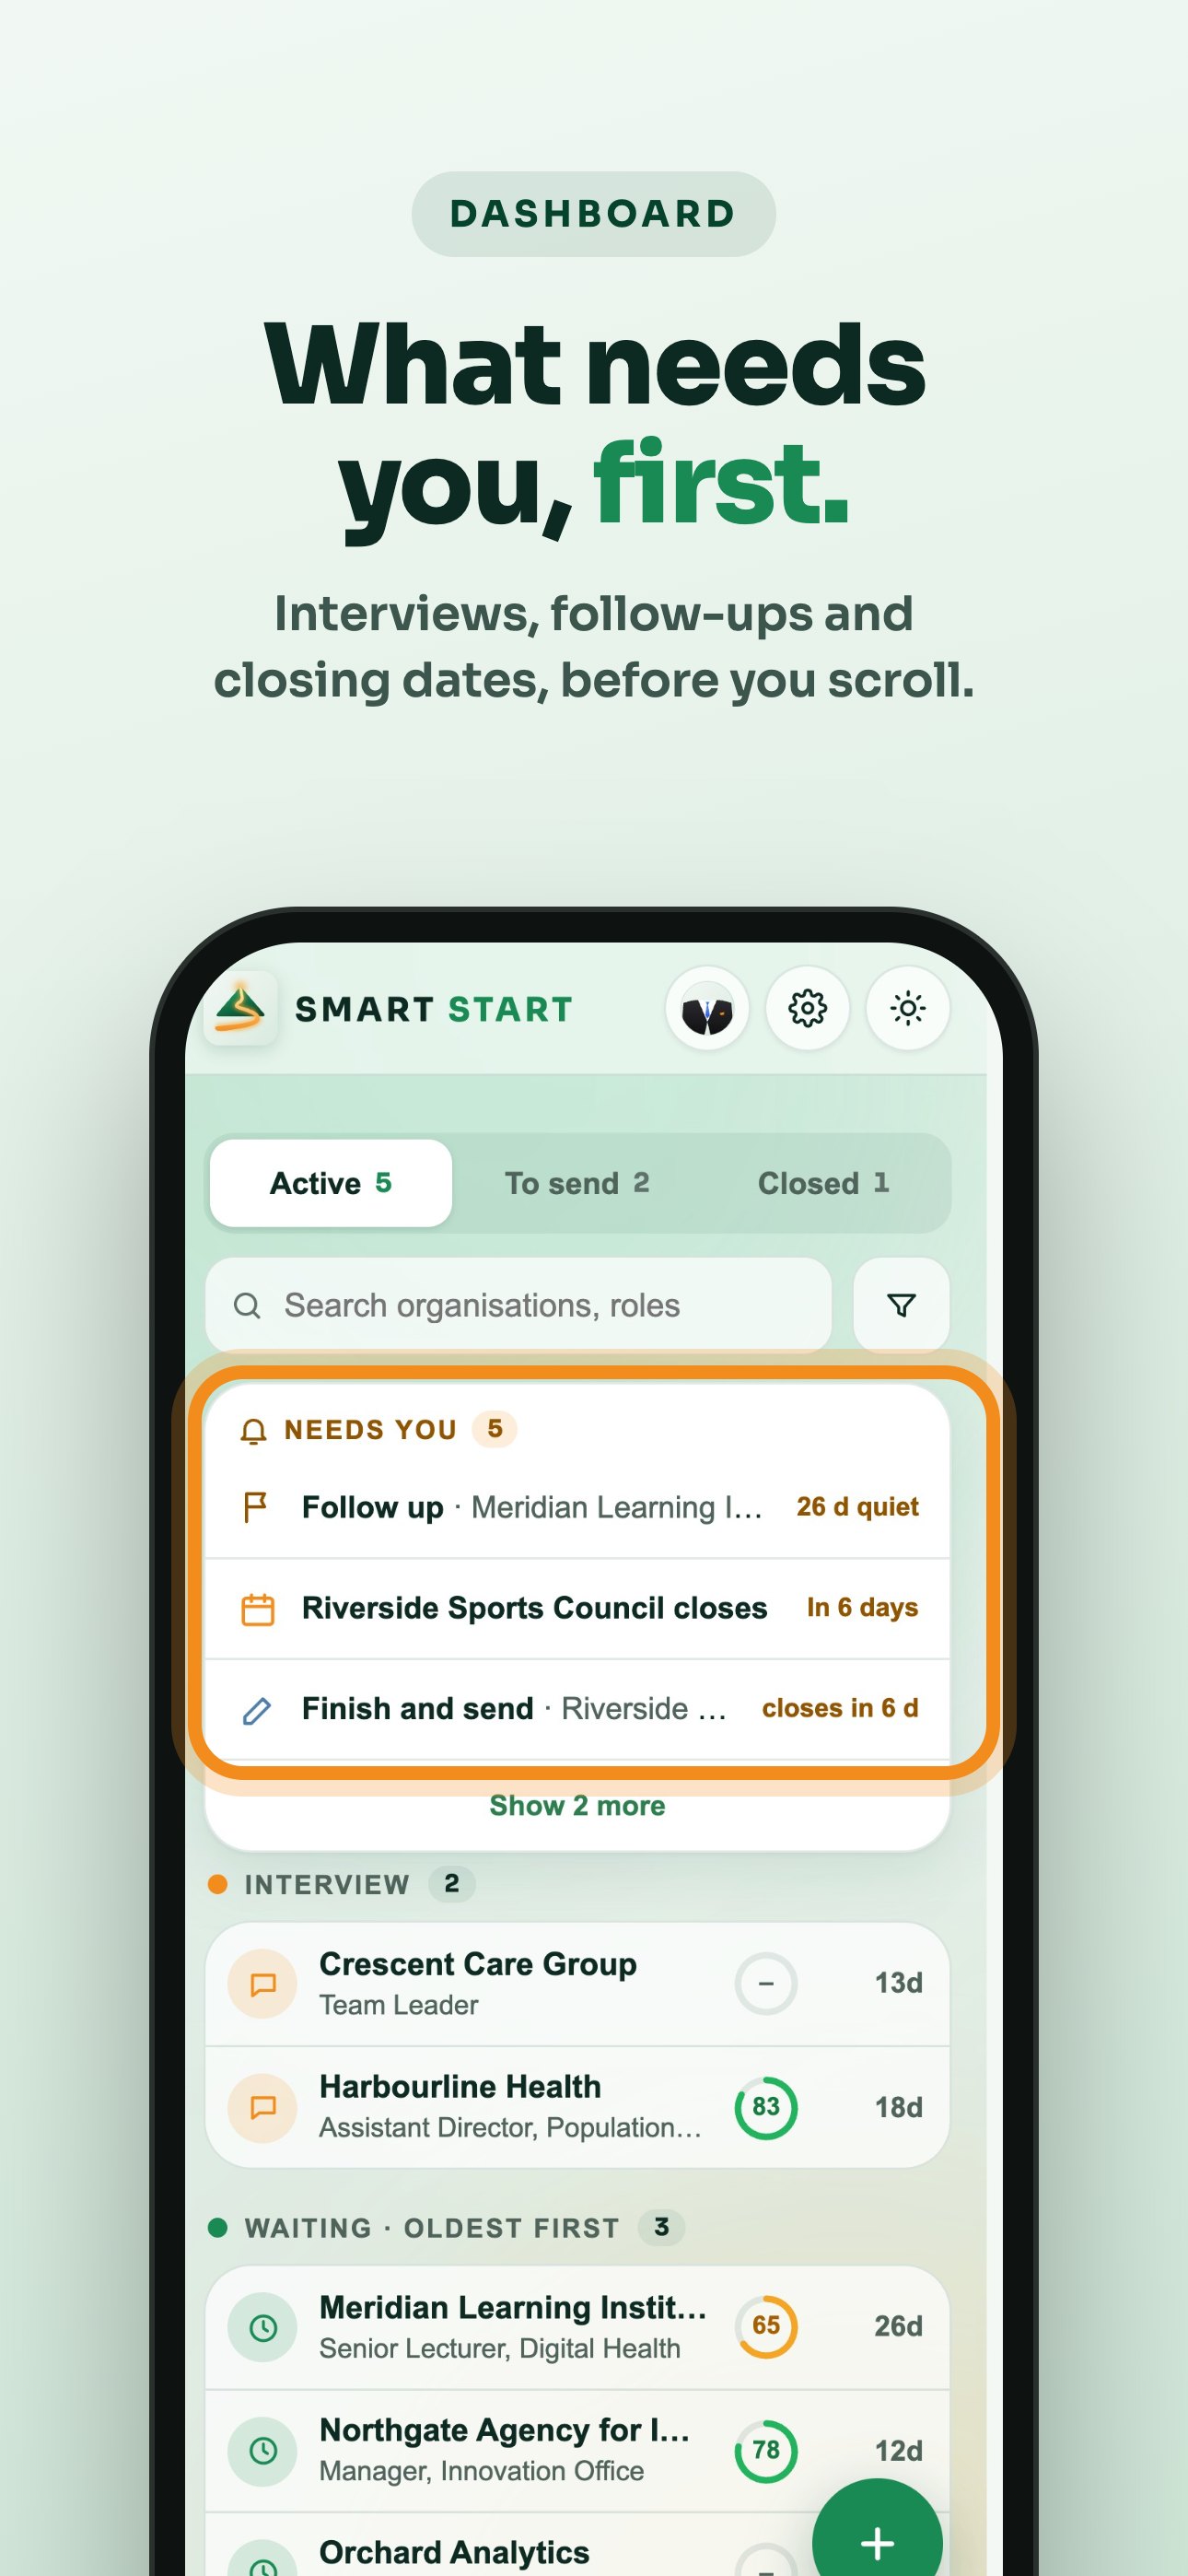 DASHBOARD
What needs
you, first.
Interviews, follow-ups and
closing dates, before you scroll.
SMART START
Active 5
To send 2
Closed 1
Search organisations, roles
NEEDS YOU 5
Follow up · Meridian Learning I... 26 d quiet
Riverside Sports Council closes In 6 days
Finish and send · Riverside ... closes in 6 d
Show 2 more
INTERVIEW 2
Crescent Care Group
Team Leader
– 13d
Harbourline Health
Assistant Director, Population...
83 18d
WAITING · OLDEST FIRST 3
Meridian Learning Instit...
Senior Lecturer, Digital Health
65 26d
Northgate Agency for I...
Manager, Innovation Office
78 12d
Orchard Analytics
–
+